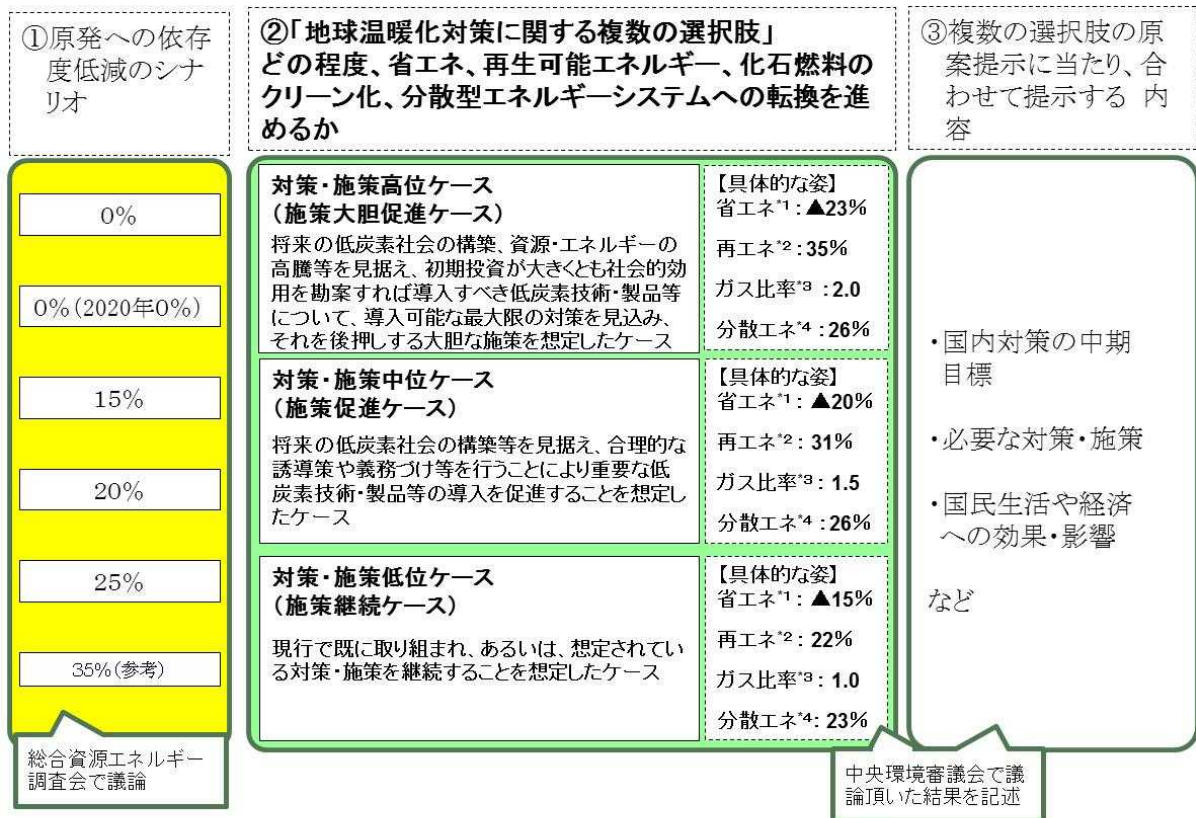 ①原発への依存
度低減のシナ
リオ
②「地球温暖化対策に関する複数の選択肢」
どの程度、省エネ、再生可能エネルギー、化石燃料の
クリーン化、分散型エネルギーシステムへの転換を進
めるか
③複数の選択肢の原
案提示に当たり、合
わせて提示する 内
容
0%
0%(2020年0%)
15%
20%
25%
35%(参考)
総合資源エネルギー
調査会で議論
対策・施策高位ケース
(施策大胆促進ケース)
将来の低炭素社会の構築、資源・エネルギーの
高騰等を見据え、初期投資が大きくとも社会的効
用を勘案すれば導入すべき低炭素技術・製品等
について、導入可能な最大限の対策を見込み、
それを後押しする大胆な施策を想定したケース
【具体的な姿】
省エネ*1:▲23%
再エネ*2:35%
ガス比率*3 :2.0
分散エネ*4:26%
対策・施策中位ケース
(施策促進ケース)
将来の低炭素社会の構築等を見据え、合理的な
誘導策や義務づけ等を行うことにより重要な低
炭素技術・製品等の導入を促進することを想定し
たケース
【具体的な姿】
省エネ*1:▲20%
再エネ*2:31%
ガス比率*3:1.5
分散エネ*4:26%
対策・施策低位ケース
(施策継続ケース)
現行で既に取り組まれ、あるいは、想定されてい
る対策・施策を継続することを想定したケース
【具体的な姿】
省エネ*1:▲15%
再エネ*2:22%
ガス比率*3:1.0
分散エネ*4:23%
・国内対策の中期
目標
・必要な対策・施策
・国民生活や経済
への効果・影響
など
中央環境審議会で議
論頂いた結果を記述